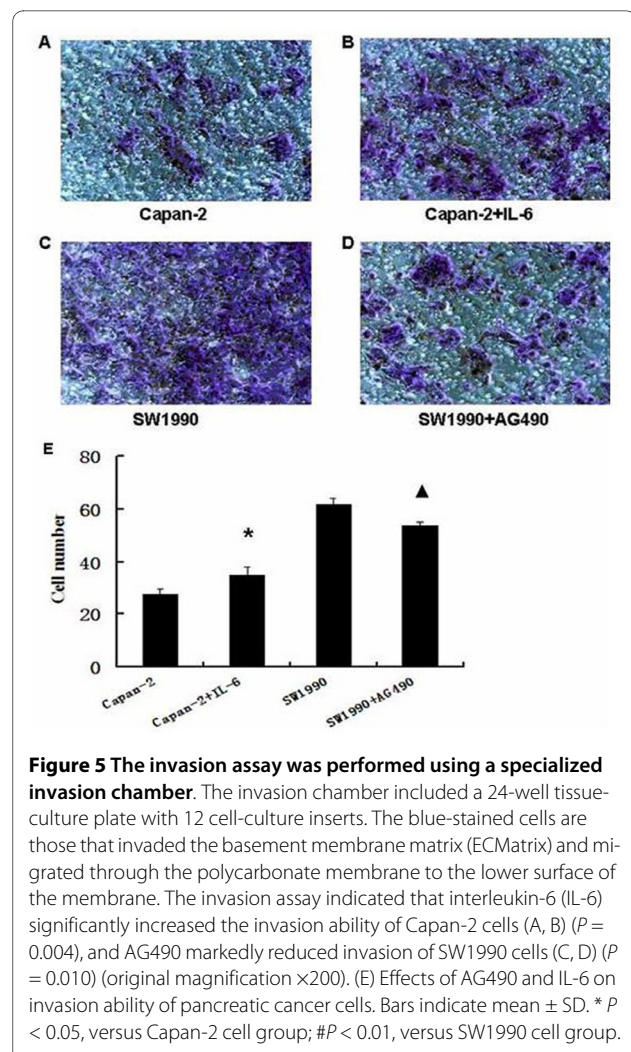 A
B
Capan-2
Capan-2+IL-6
C
D
SW1990
SW1990+AG490
E
80
60
40
20
0
Cell number
*
▲
Capan-2
Capan-2+IL-6
SW1990
SW1990+AG490
Figure 5 The invasion assay was performed using a specialized
invasion chamber. The invasion chamber included a 24-well tissue-
culture plate with 12 cell-culture inserts. The blue-stained cells are
those that invaded the basement membrane matrix (ECMatrix) and mi-
grated through the polycarbonate membrane to the lower surface of
the membrane. The invasion assay indicated that interleukin-6 (IL-6)
significantly increased the invasion ability of Capan-2 cells (A, B) (P =
0.004), and AG490 markedly reduced invasion of SW1990 cells (C, D) (P
= 0.010) (original magnification ×200). (E) Effects of AG490 and IL-6 on
invasion ability of pancreatic cancer cells. Bars indicate mean ± SD. * P
< 0.05, versus Capan-2 cell group; #P < 0.01, versus SW1990 cell group.